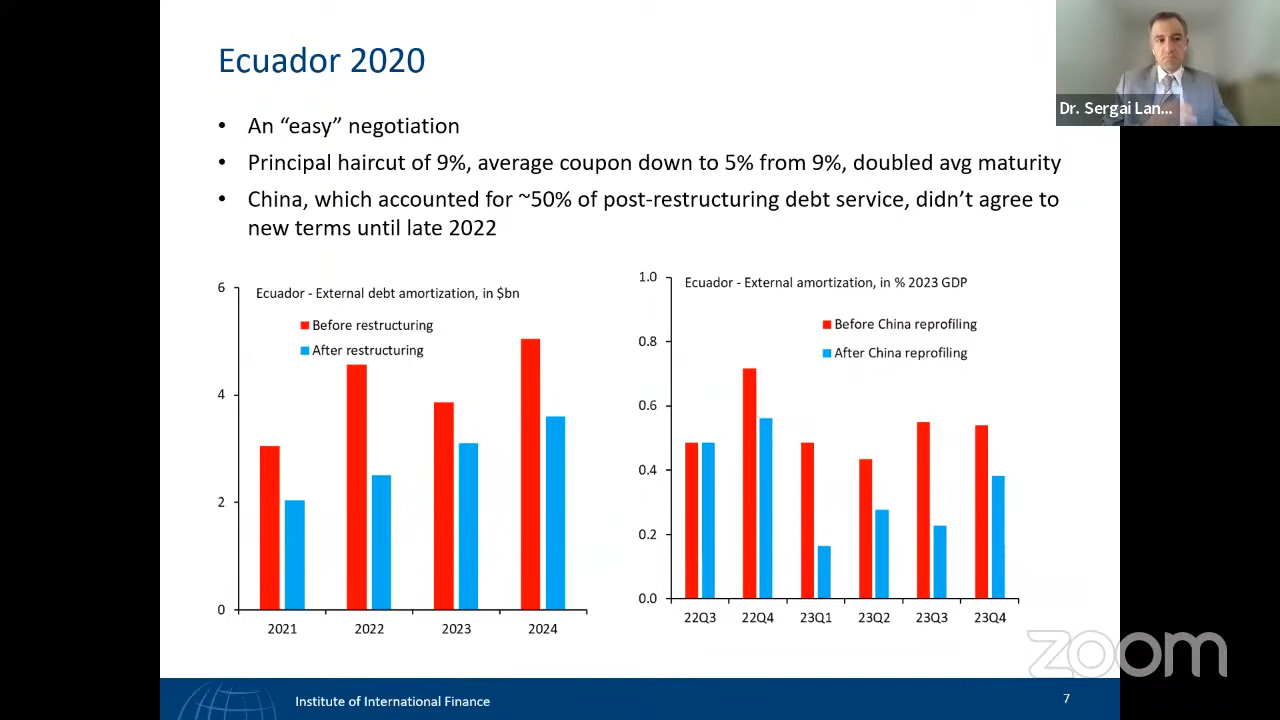 Ecuador 2020
Dr. Sergai Lan...
• An “easy” negotiation
• Principal haircut of 9%, average coupon down to 5% from 9%, doubled avg maturity
• China, which accounted for ~50% of post-restructuring debt service, didn’t agree to
new terms until late 2022
Ecuador - External debt amortization, in $bn
Before restructuring
After restructuring
6
4
2
0
2021 2022 2023 2024
Ecuador - External amortization, in % 2023 GDP
Before China reprofiling
After China reprofiling
1.0
0.8
0.6
0.4
0.2
0.0
22Q3 22Q4 23Q1 23Q2 23Q3 23Q4
zoom
Institute of International Finance
7